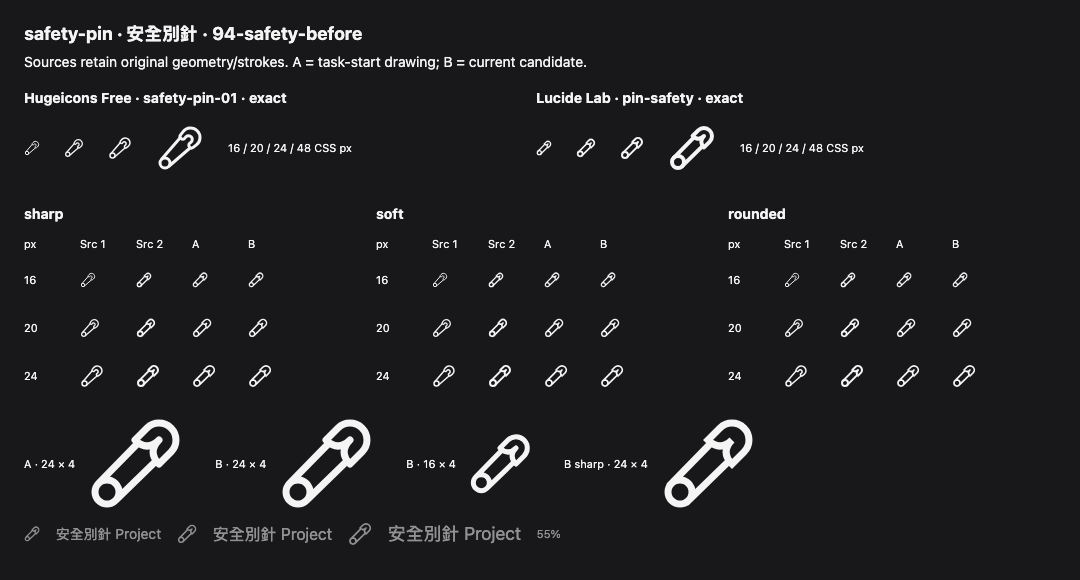 safety-pin · 安全別針 · 94-safety-before
Sources retain original geometry/strokes. A = task-start drawing; B = current candidate.
Hugeicons Free · safety-pin-01 · exact
16 / 20 / 24 / 48 CSS px
Lucide Lab · pin-safety · exact
16 / 20 / 24 / 48 CSS px
sharp
px Src 1 Src 2 A B
16
20
24
soft
px Src 1 Src 2 A B
16
20
24
rounded
px Src 1 Src 2 A B
16
20
24
A · 24 × 4
B · 24 × 4
B · 16 × 4
B sharp · 24 × 4
安全別針 Project 安全別針 Project 安全別針 Project 55%